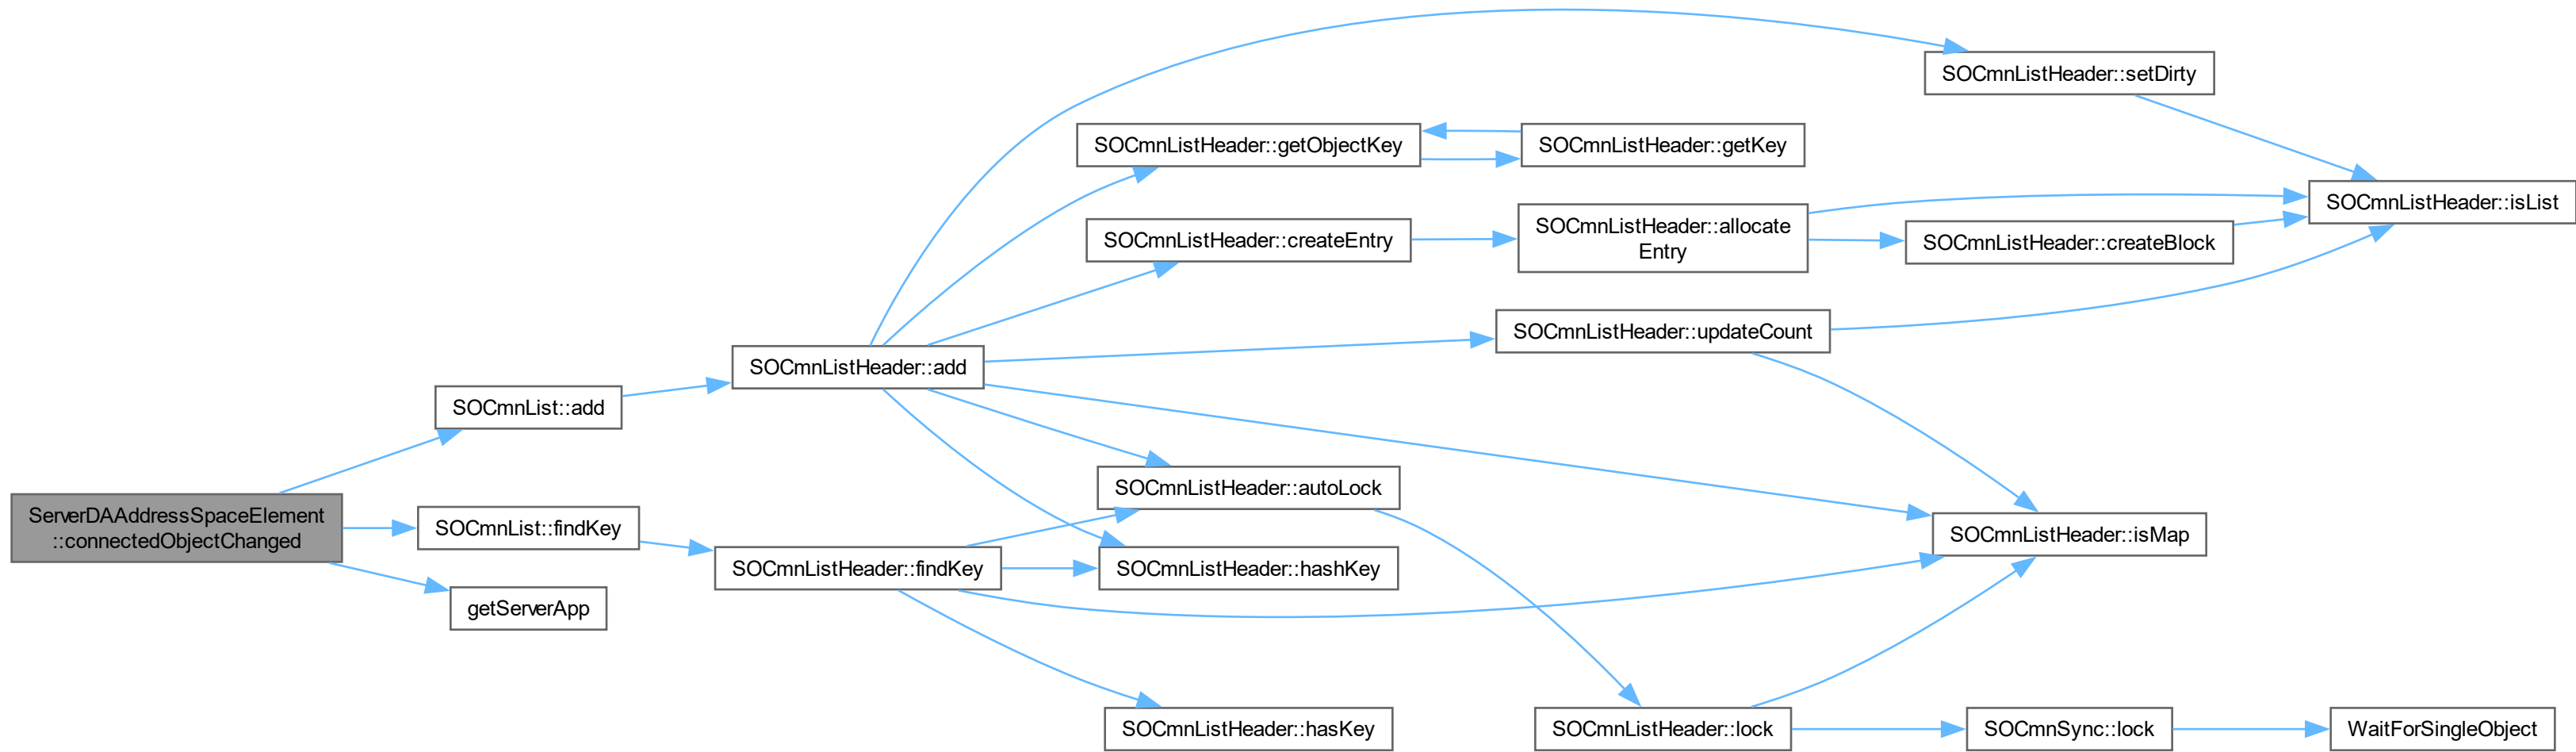 ServerDAAddressSpaceElement
::connectedObjectChanged
SOCmnList::add
SOCmnList::findKey
getServerApp
SOCmnListHeader::add
SOCmnListHeader::findKey
SOCmnListHeader::getObjectKey
SOCmnListHeader::createEntry
SOCmnListHeader::autoLock
SOCmnListHeader::hashKey
SOCmnListHeader::hasKey
SOCmnListHeader::getKey
SOCmnListHeader::allocate
Entry
SOCmnListHeader::updateCount
SOCmnListHeader::lock
SOCmnListHeader::setDirty
SOCmnListHeader::createBlock
SOCmnListHeader::isMap
SOCmnSync::lock
SOCmnListHeader::isList
WaitForSingleObject